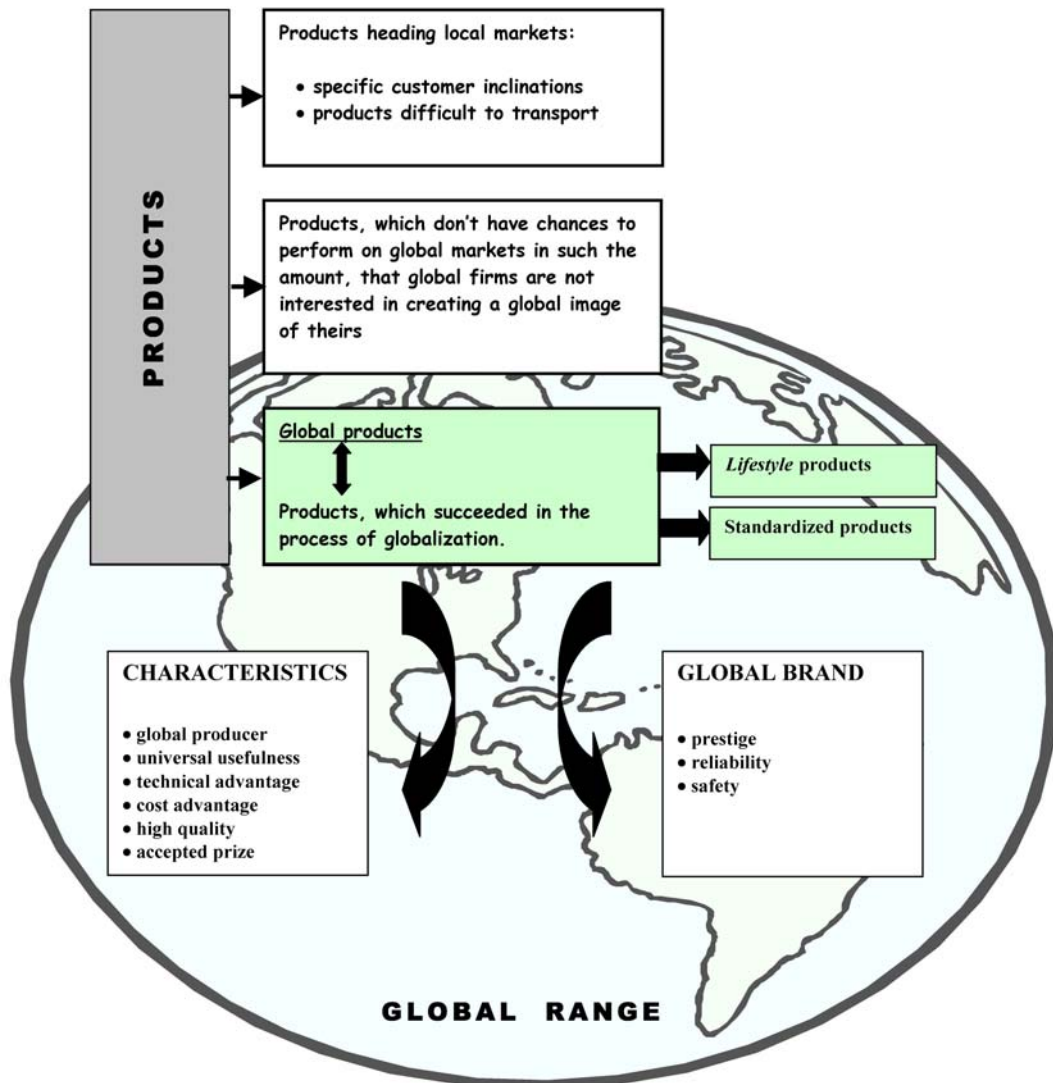 PRODUCTS
Products heading local markets:
• specific customer inclinations
• products difficult to transport
Products, which don't have chances to
perform on global markets in such the
amount, that global firms are not
interested in creating a global image
of theirs
Global products
Products, which succeeded in the
process of globalization.
Lifestyle products
Standardized products
CHARACTERISTICS
• global producer
• universal usefulness
• technical advantage
• cost advantage
• high quality
• accepted prize
GLOBAL BRAND
• prestige
• reliability
• safety
GLOBAL RANGE